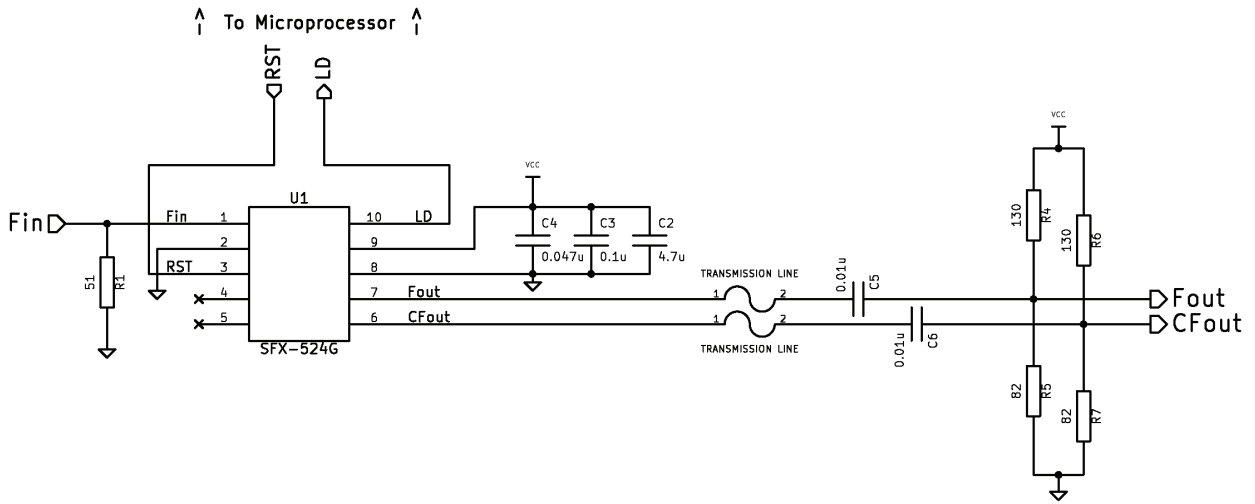 To Microprocessor
RST
LD
VCC
VCC
U1
Fin
Fin
1
10
LD
C4
C3
C2
130
R4
130
R6
2
9
0.047u
0.1u
4.7u
RST
3
8
51
R1
TRANSMISSION LINE
0.01u
C5
4
7
Fout
1
2
Fout
5
6
CFout
1
2
CFout
SFX-524G
TRANSMISSION LINE
0.01u
C6
82
R5
82
R7